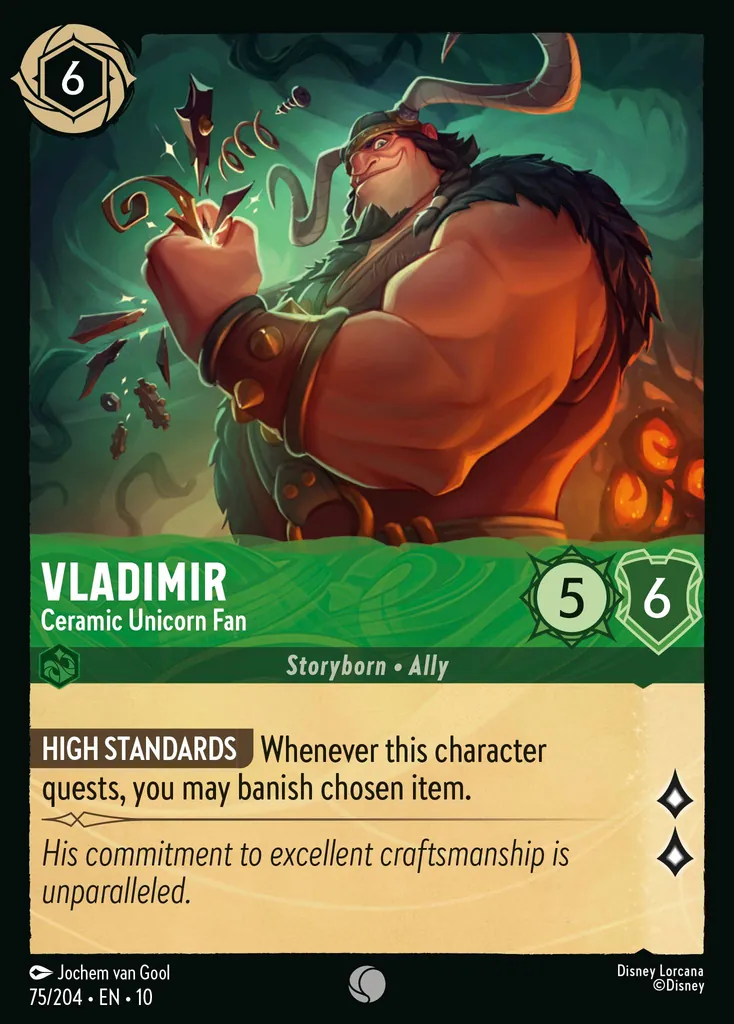 6
VLADIMIR
Ceramic Unicorn Fan
5
6
Storyborn • Ally
HIGH STANDARDS Whenever this character
quests, you may banish chosen item.
His commitment to excellent craftsmanship is
unparalleled.
Jochem van Gool
75/204 • EN • 10
Disney Lorcana
©Disney